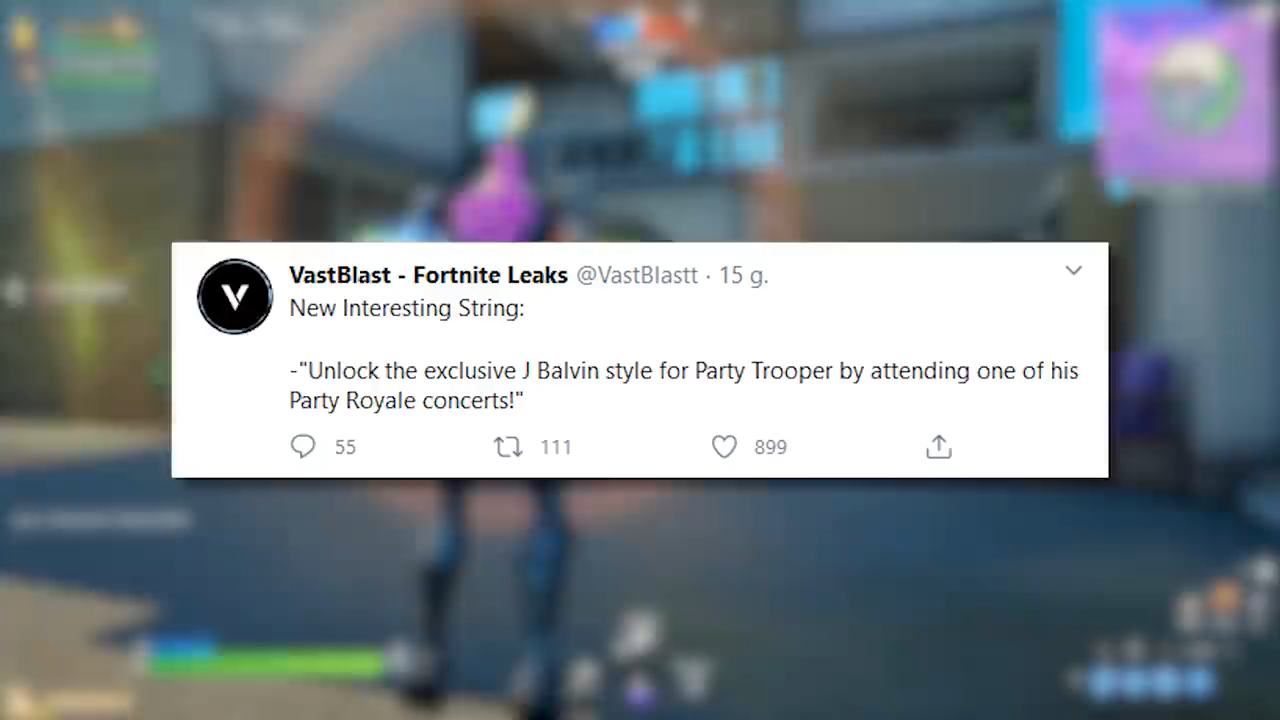 VastBlast - Fortnite Leaks @VastBlastt · 15 g.
New Interesting String:
-"Unlock the exclusive J Balvin style for Party Trooper by attending one of his
Party Royale concerts!"
55 111 899